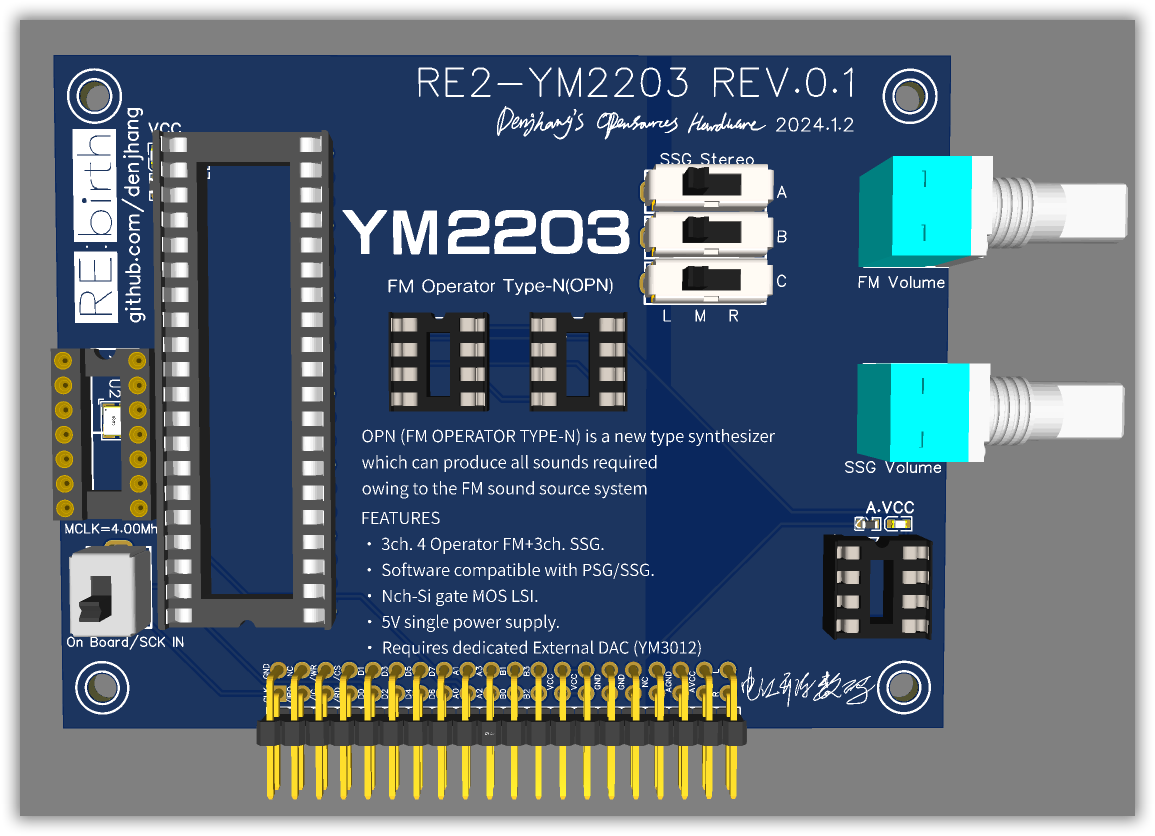 RE2-YM2203 REV.0.1
Denjhang's Opensources Hardware 2024.1.2
RE:birth
github.com/denjhang
VCC
SSG Stereo
A
B
C
L M R
YM2203
FM Operator Type-N(OPN)
FM Volume
SSG Volume
U2
MCLK=4.00Mh
On Board/SCK IN
OPN (FM OPERATOR TYPE-N) is a new type synthesizer
which can produce all sounds required
owing to the FM sound source system
FEATURES
・ 3ch. 4 Operator FM+3ch. SSG.
・ Software compatible with PSG/SSG.
・ Nch-Si gate MOS LSI.
・ 5V single power supply.
・ Requires dedicated External DAC (YM3012)
A.VCC
GND NC /WR /CS D1 D3 D5 D7 A1 A3 B1 B3 VCC VCC GND GND NC AGND AVCC L
D0 D2 D4 D6 A0 A2 B0 B2 R